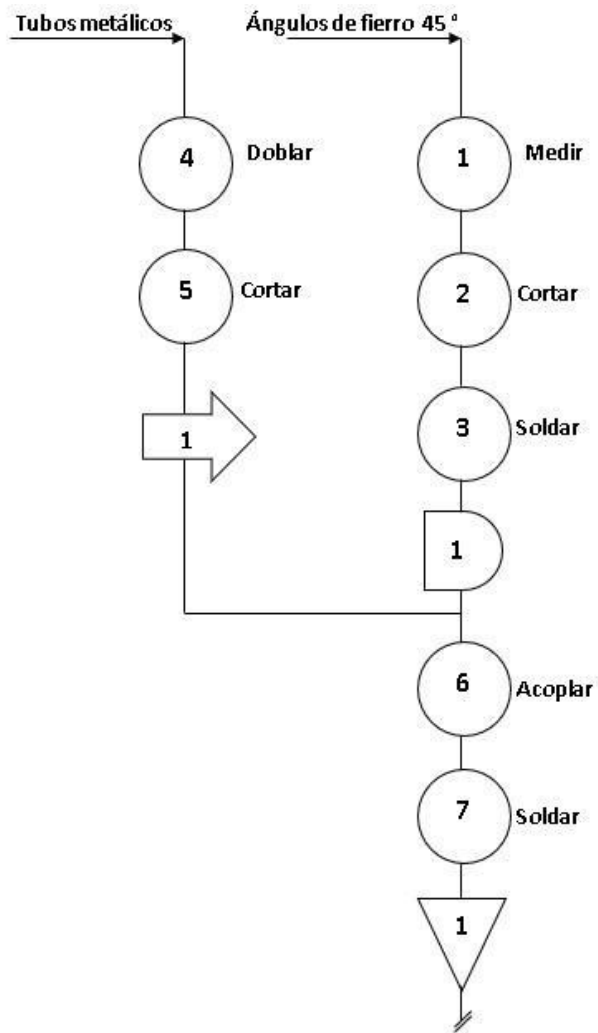 Tubos metálicos
Ángulos de fierro 45 °
4 Doblar
1 Medir
5 Cortar
2 Cortar
1
3 Soldar
1
6 Acoplar
7 Soldar
1